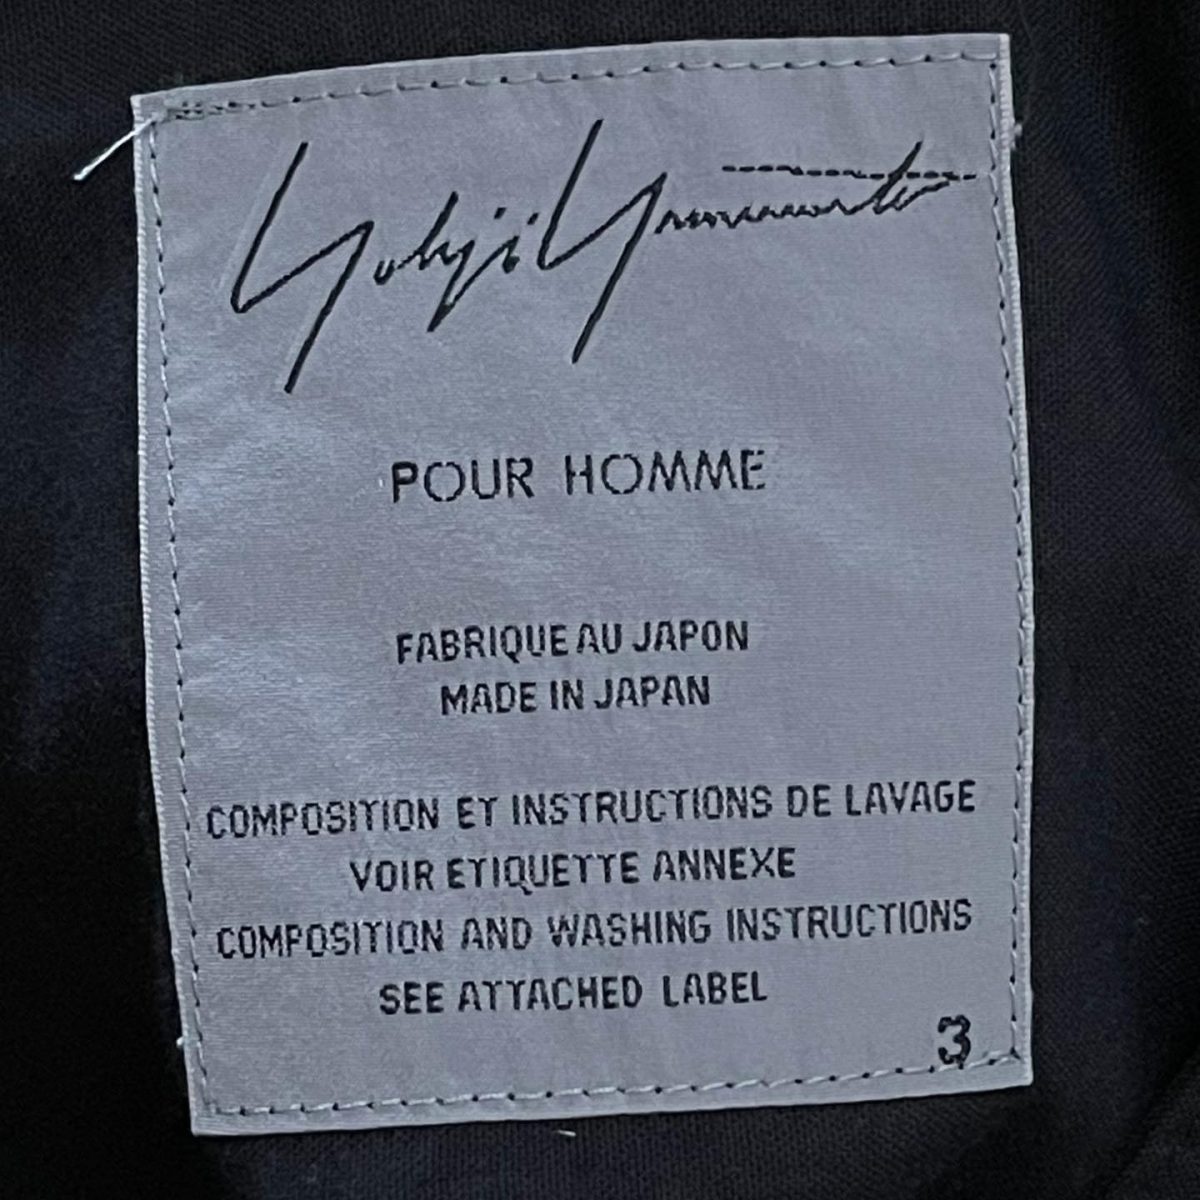 Yohji Yamamoto
POUR HOMME
FABRIQUE AU JAPON
MADE IN JAPAN
COMPOSITION ET INSTRUCTIONS DE LAVAGE
VOIR ETIQUETTE ANNEXE
COMPOSITION AND WASHING INSTRUCTIONS
SEE ATTACHED LABEL
3